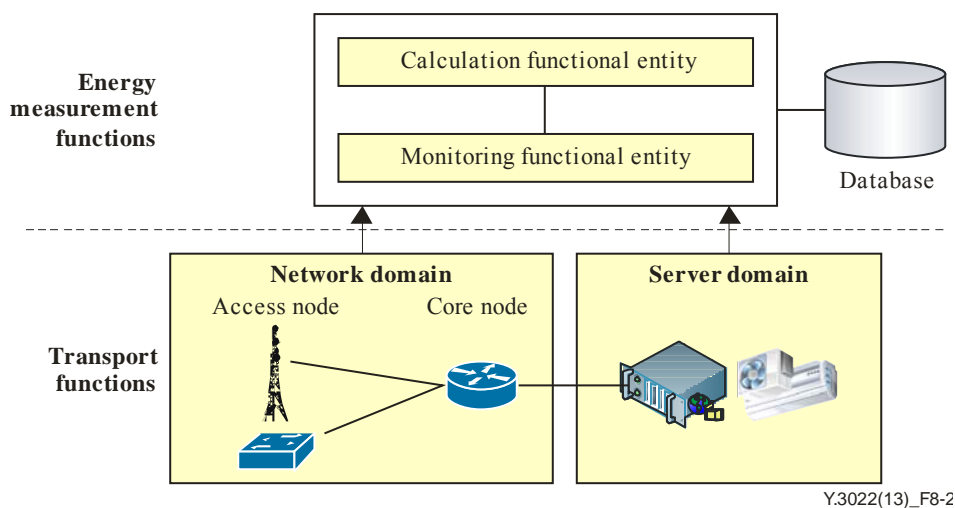 Calculation functional entity
Energy
measurement
functions
Monitoring functional entity
Database
Network domain
Server domain
Access node
Core node
Transport
functions
Y.3022(13)_F8-2